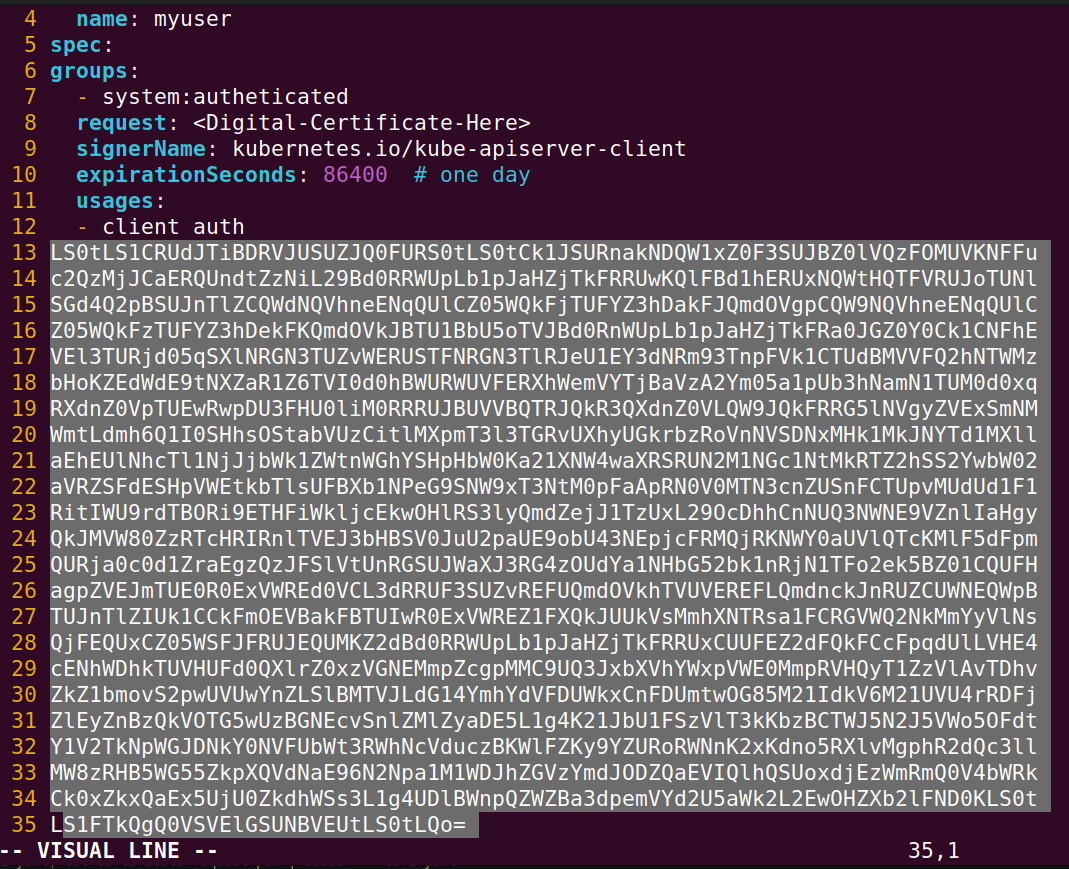 4 name: myuser
5 spec:
6 groups:
7 - system:autheticated
8 request: <Digital-Certificate-Here>
9 signerName: kubernetes.io/kube-apiserver-client
10 expirationSeconds: 86400 # one day
11 usages:
12 - client auth
13 LS0tLS1CRUdJTiBDRVJUSUZJQ0FURS0tLS0tCk1JSURnakNDQW1xZ0F3SUJBZ0lVQzFOMUVKNFFu
14 c2QzMjJCaERQUndtZzNiL29Bd0RRWUpLb1pJaHZjTkFRRUwKQlFBd1hERUxNQWtHQTFVRUJoTUNl
15 SGd4Q2pBSUJnTlZCQWdNQVhneENqQUlCZ05WQkFjTUFYZ3hDakFJQmdOVgpCQW9NQVhneENqQUlC
16 Z05WQkFzTUFYZ3hDekFKQmdOVkJBTU1BbU5oTVJBd0RnWUpLb1pJaHZjTkFRa0JGZ0Y0Ck1CNFhE
17 VEl3TURjd05qSXlNRGN3TUZvWERUSTFNRGN3TlRJeU1EY3dNRm93TnpFVk1CTUdBMVVFQ2hNTWMz
18 bHoKZEdWdE9tNXZaR1Z6TVI0d0hBWURWUVFERXhWemVYTjBaVzA2Ym05a1pUb3hNamN1TUM0d0xq
19 RXdnZ0VpTUEwRwpDU3FHU0liM0RRRUJBUVVBQTRJQkR3QXdnZ0VLQW9JQkFRRG5lNVgyZVExSmNM
20 WmtLdmh6Q1I0SHhsOStabVUzCitlMXpmT3l3TGRvUXhyUGkrbzRoVnNVSDNxMHk1MkJNYTd1MXll
21 aEhEUlNhcTl1NjJjbWk1ZWtnWGhYSHpHbW0Ka21XNW4waXRSRUN2M1NGc1NtMkRTZ2hSS2YwbW02
22 aVRZSFdESHpVWEtkbTlsUFBXb1NPeG9SNW9xT3NtM0pFaApRN0V0MTN3cnZUSnFCTUpvMUdUd1F1
23 RitIWU9rdTBORi9ETHFiWkljcEkwOHlRS3lyQmdZejJ1TzUxL29OcDhhCnNUQ3NWNE9VZnlIaHgy
24 QkJMVW80ZzRTcHRIRnlTVEJ3bHBSV0JuU2paUE9obU43NEpjcFRMQjRKNWY0aUVlQTcKMlF5dFpm
25 QURja0c0d1ZraEgzQzJFSlVtUnRGSUJWaXJ3RG4zOUdYa1NHbG52bk1nRjN1TFo2ek5BZ01CQUFH
26 agpZVEJmTUE0R0ExVWREd0VCL3dRRUF3SUZvREFUQmdOVkhTVUVEREFLQmdnckJnRUZCUWNEQWpB
27 TUJnTlZIUk1CCkFmOEVBakFBTUIwR0ExVWREZ1FXQkJUUkVsMmhXNTRsa1FCRGVWQ2NkMmYyVlNs
28 QjFEQUxCZ05WSFJFRUJEQUMKZ2dBd0RRWUpLb1pJaHZjTkFRRUxCUUFEZ2dFQkFCcFpqdUlLVHE4
29 cENhWDhkTUVHUFd0QXlrZ0xzVGNEMmpZcgpMMC9UQ3JxbXVhYWxpVWE0MmpRVHQyT1ZzVlAvTDhv
30 ZkZ1bmovS2pwUVUwYnZLSlBMTVJLdG14YmhYdVFDUWkxCnFDUmtwOG85M21IdkV6M21UVU4rRDFj
31 ZlEyZnBzQkVOTG5wUzBGNEcvSnlZMlZyaDE5L1g4K21JbU1FSzVlT3kKbzBCTWJ5N2J5VWo5OFdt
32 Y1V2TkNpWGJDNkY0NVFUbWt3RWhNcVduczBKWlFZKy9YZURoRWNnK2xKdno5RXlvMgphR2dQc3ll
33 MW8zRHB5WG55ZkpXQVdNaE96N2Npa1M1WDJhZGVzYmdJODZQaEVIQlhQSUoxdjEzWmRmQ0V4bWRk
34 Ck0xZkxQaEx5UjU0ZkdhWSs3L1g4UDlBWnpQZWZBa3dpemVYd2U5aWk2L2EwOHZXb2lFND0KLS0t
35 LS1FTkQgQ0VSVElGSUNBVEUtLS0tLQo=
-- VISUAL LINE -- 35,1